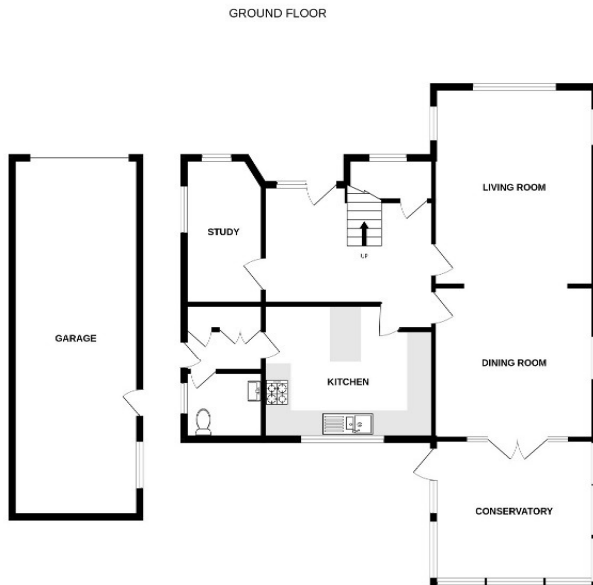 GROUND FLOOR
LIVING ROOM
STUDY
UP
GARAGE
DINING ROOM
KITCHEN
CONSERVATORY